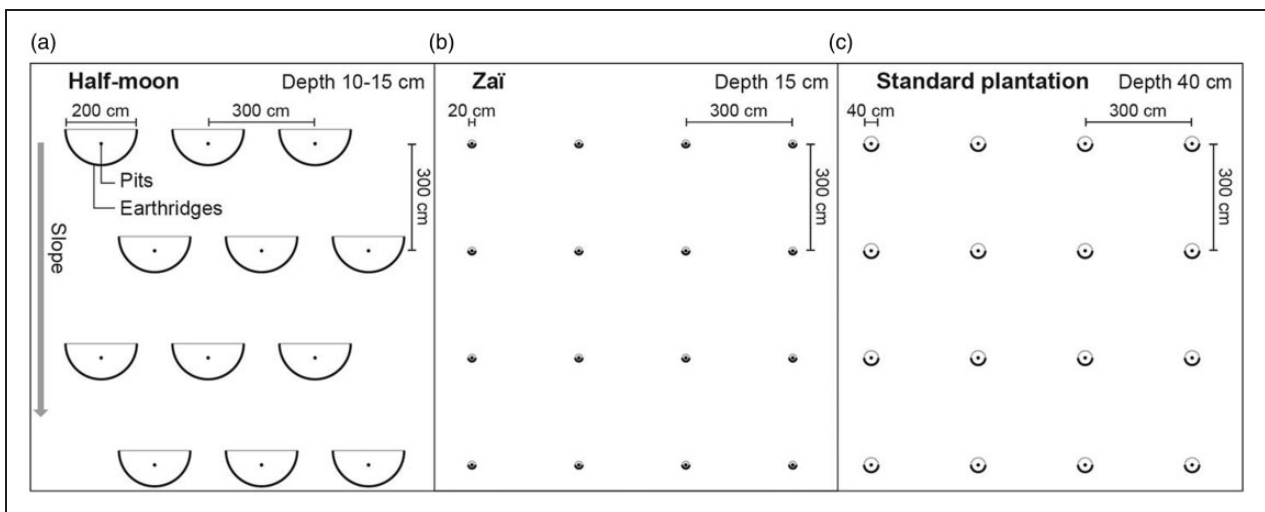 (a)
Half-moon
Depth 10-15 cm
200 cm
300 cm
Pits
Earthridges
300 cm
Slope
(b)
Zaï
Depth 15 cm
20 cm
300 cm
300 cm
(c)
Standard plantation
Depth 40 cm
40 cm
300 cm
300 cm